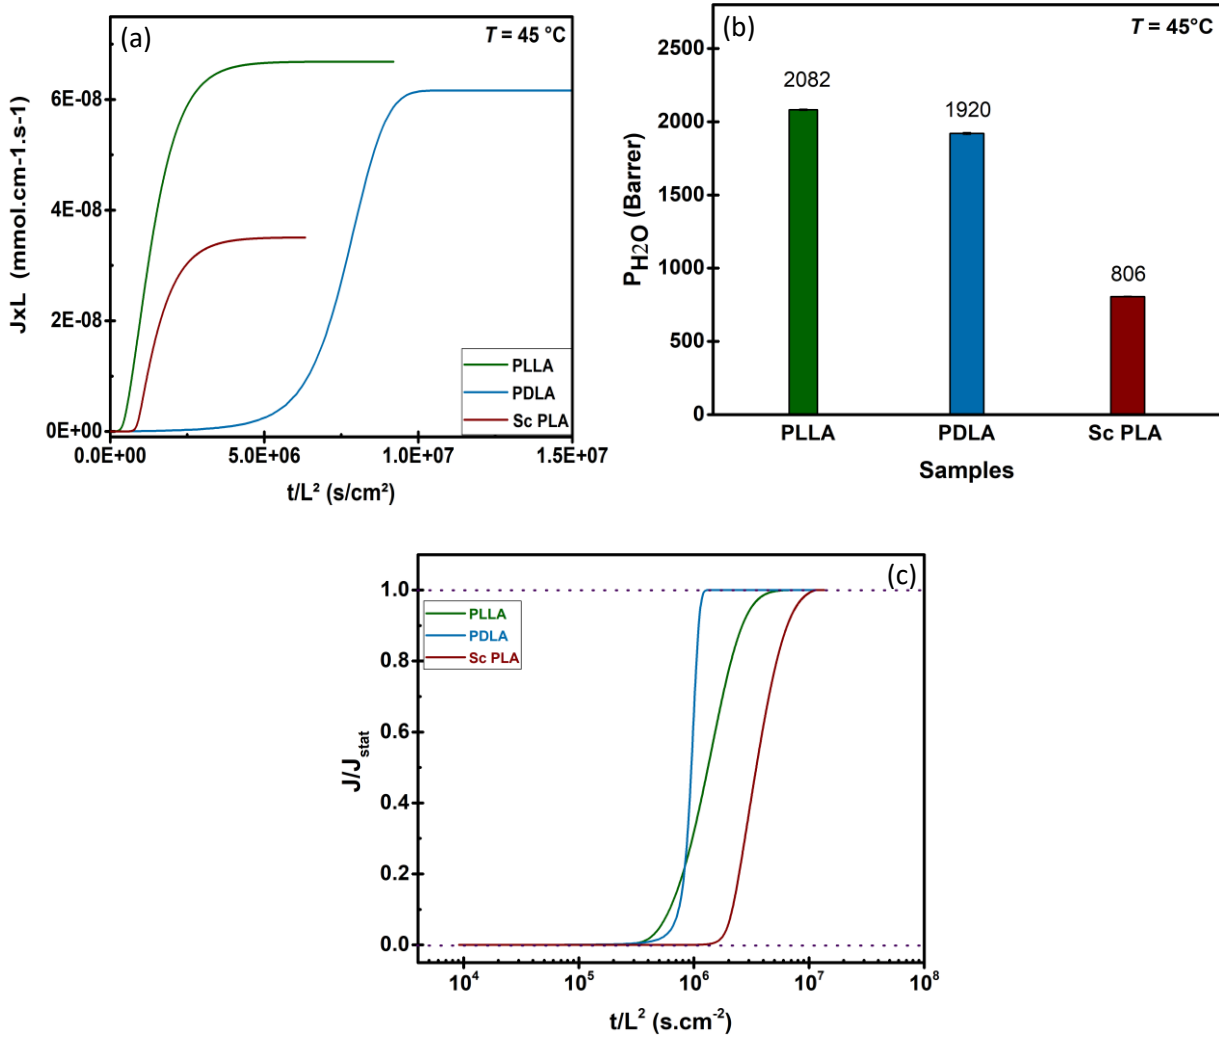 (a)
T = 45 °C
JxL (mmol.cm-1.s-1)
6E-08
4E-08
2E-08
0E+00
0.0E+00
5.0E+06
1.0E+07
1.5E+07
t/L² (s/cm²)
PLLA
PDLA
Sc PLA
(b)
T = 45°C
P_H2O (Barrer)
2500
2000
1500
1000
500
0
2082
1920
806
PLLA
PDLA
Sc PLA
Samples
(c)
J/J_stat
1.0
0.8
0.6
0.4
0.2
0.0
PLLA
PDLA
Sc PLA
10⁴
10⁵
10⁶
10⁷
10⁸
t/L² (s.cm⁻²)